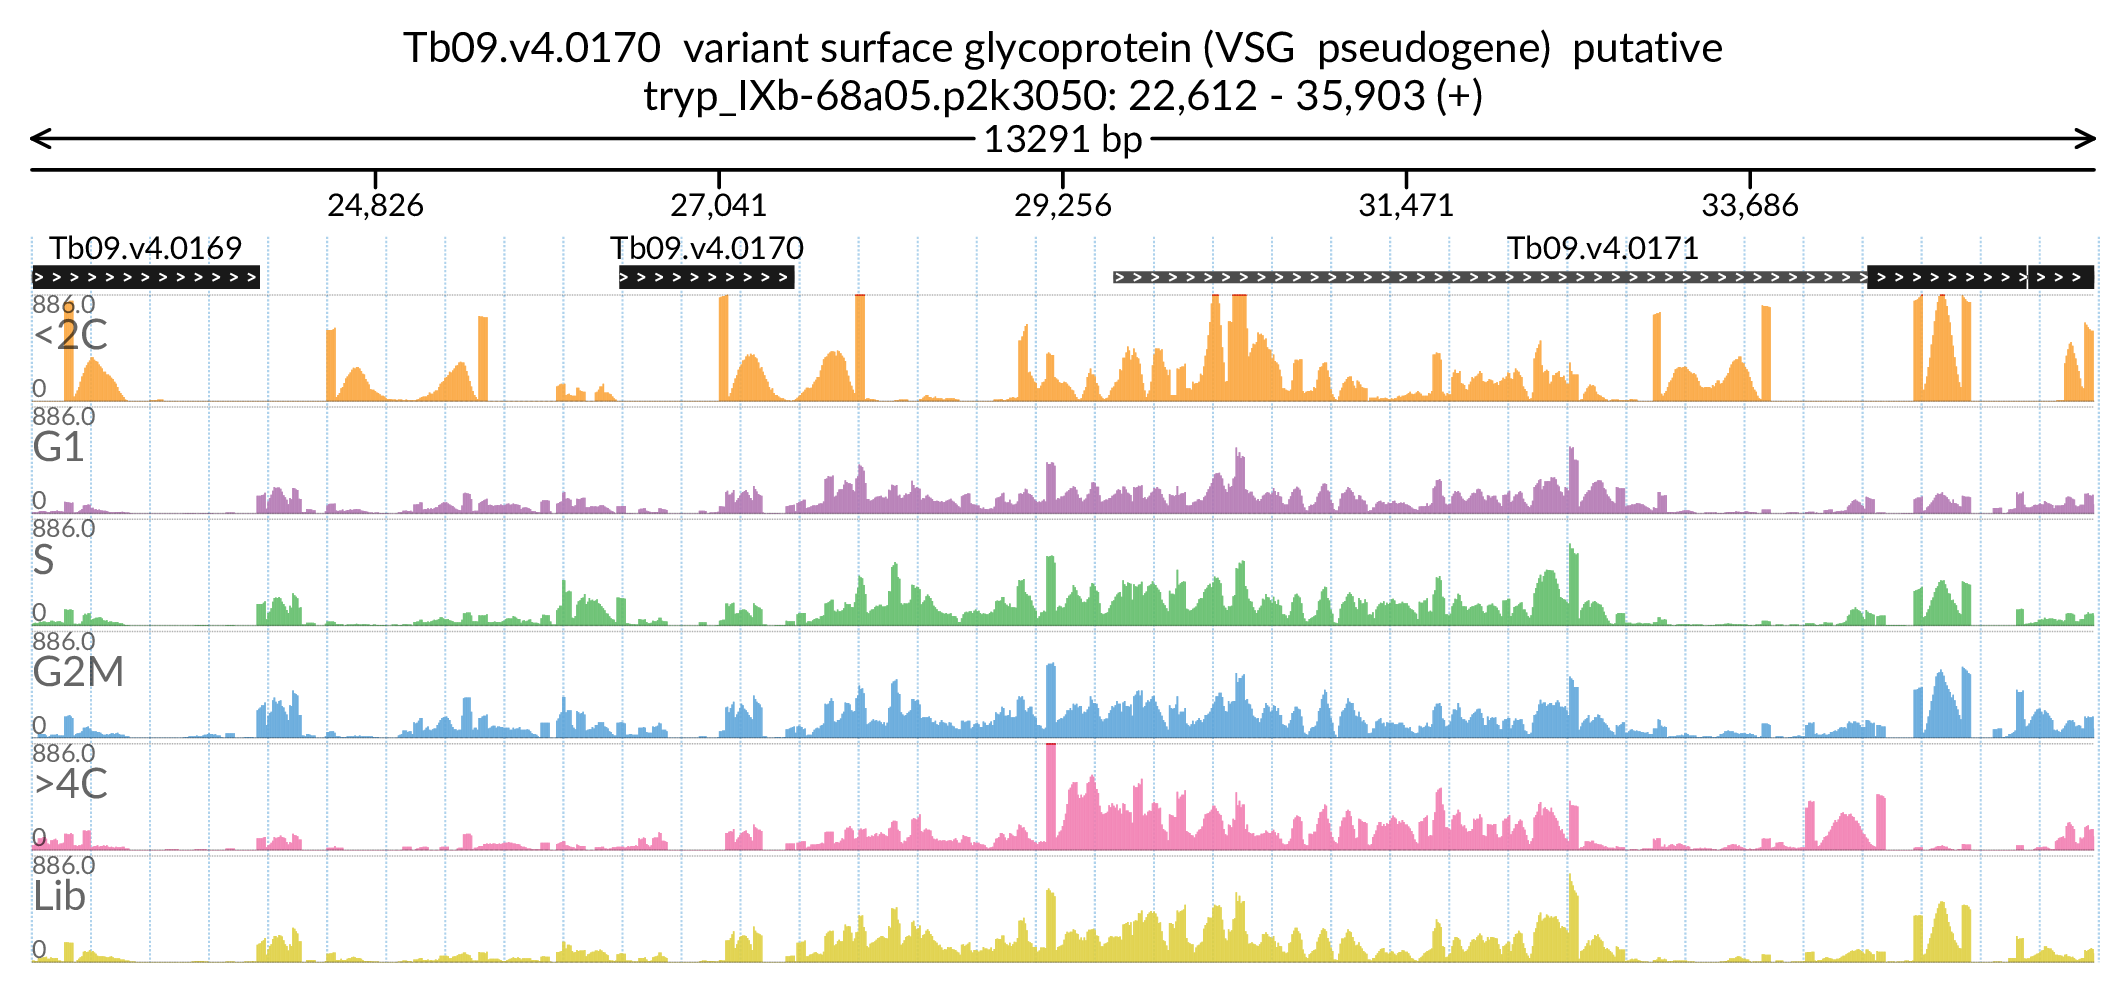 Tb09.v4.0170  variant surface glycoprotein (VSG  pseudogene)  putative
tryp_IXb-68a05.p2k3050: 22,612 - 35,903 (+)
13291 bp
24,826 27,041 29,256 31,471 33,686
Tb09.v4.0169 Tb09.v4.0170 Tb09.v4.0171
886.0
<2C
0
886.0
G1
0
886.0
S
0
886.0
G2M
0
886.0
>4C
0
886.0
Lib
0